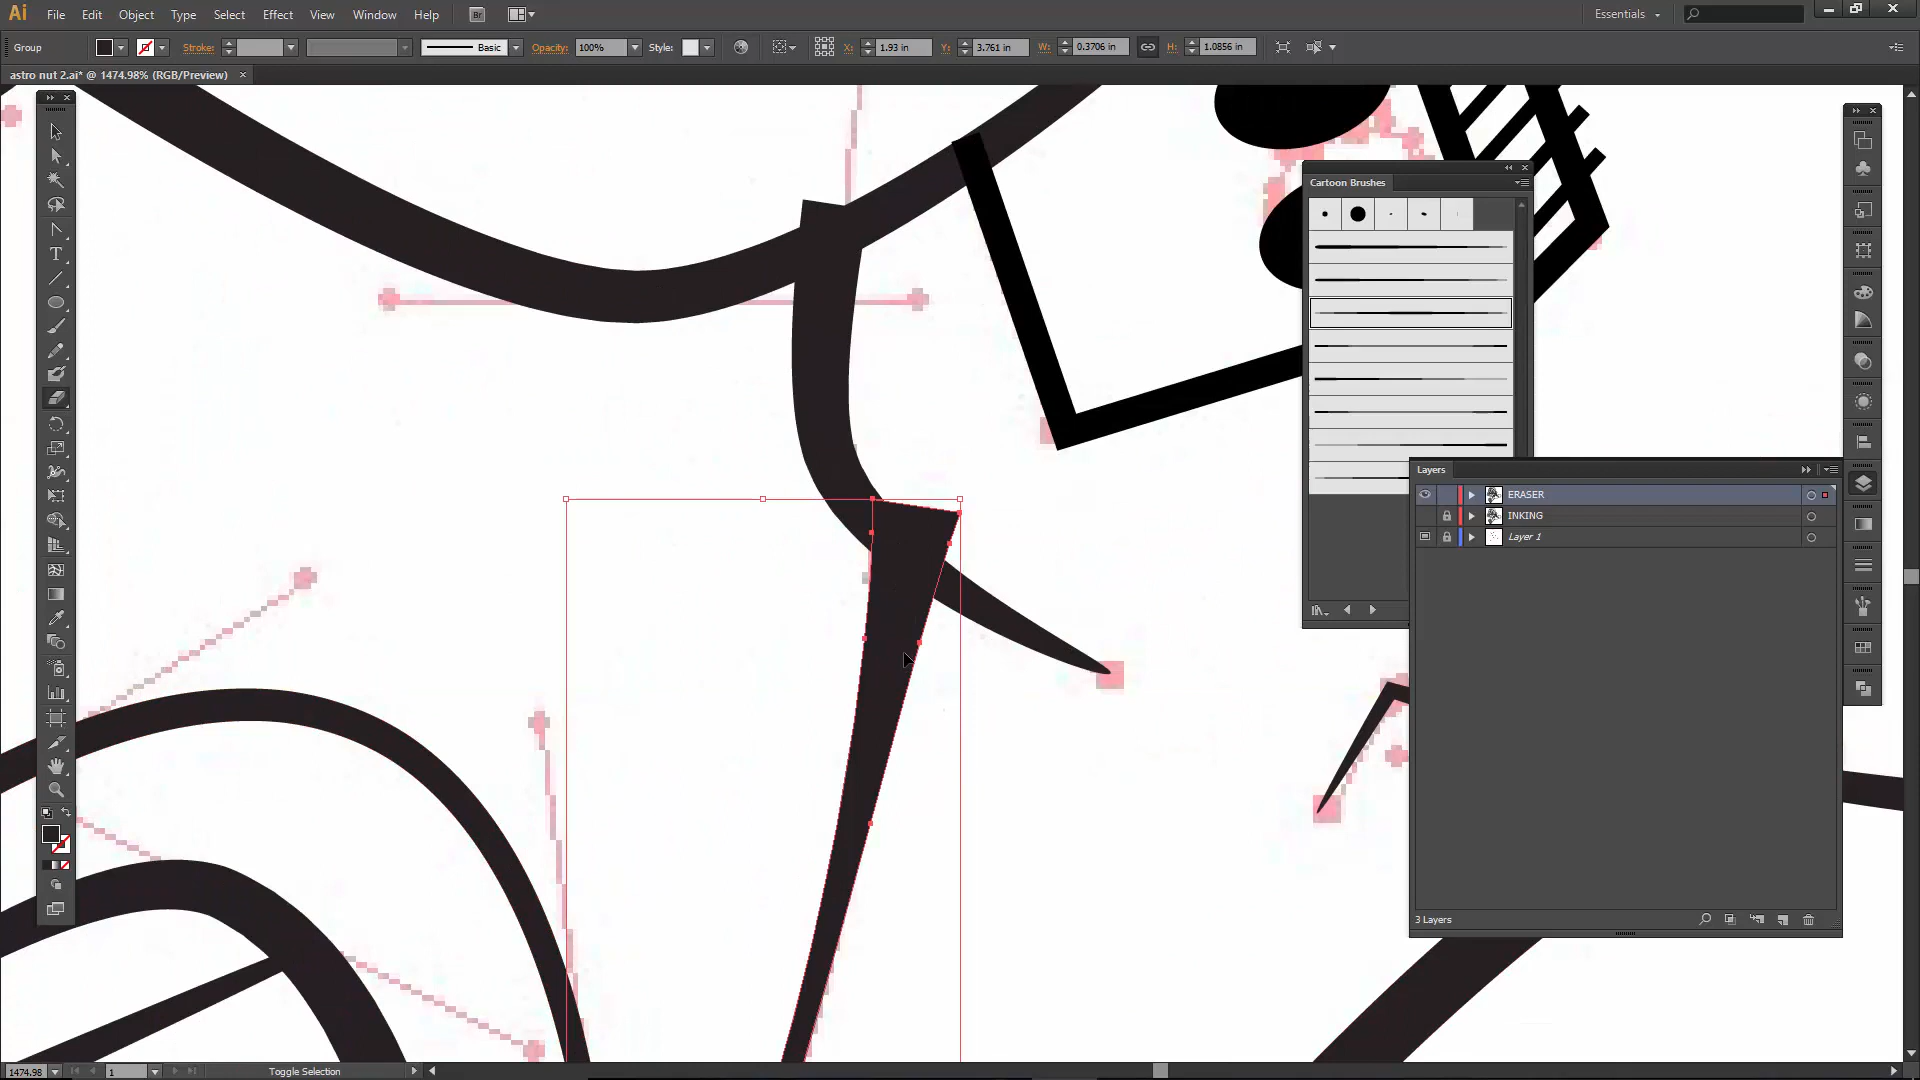 Ai File Edit Object Type Select Effect View Window Help Br Essentials
Group Stroke: Basic Opacity: 100% Style: X: 1.93 in Y: 3.761 in W: 0.3706 in H: 1.0856 in
astro nut 2.ai* @ 1474.98% (RGB/Preview)
Cartoon Brushes
Layers
ERASER
INKING
Layer 1
3 Layers
1474.98 1 Toggle Selection